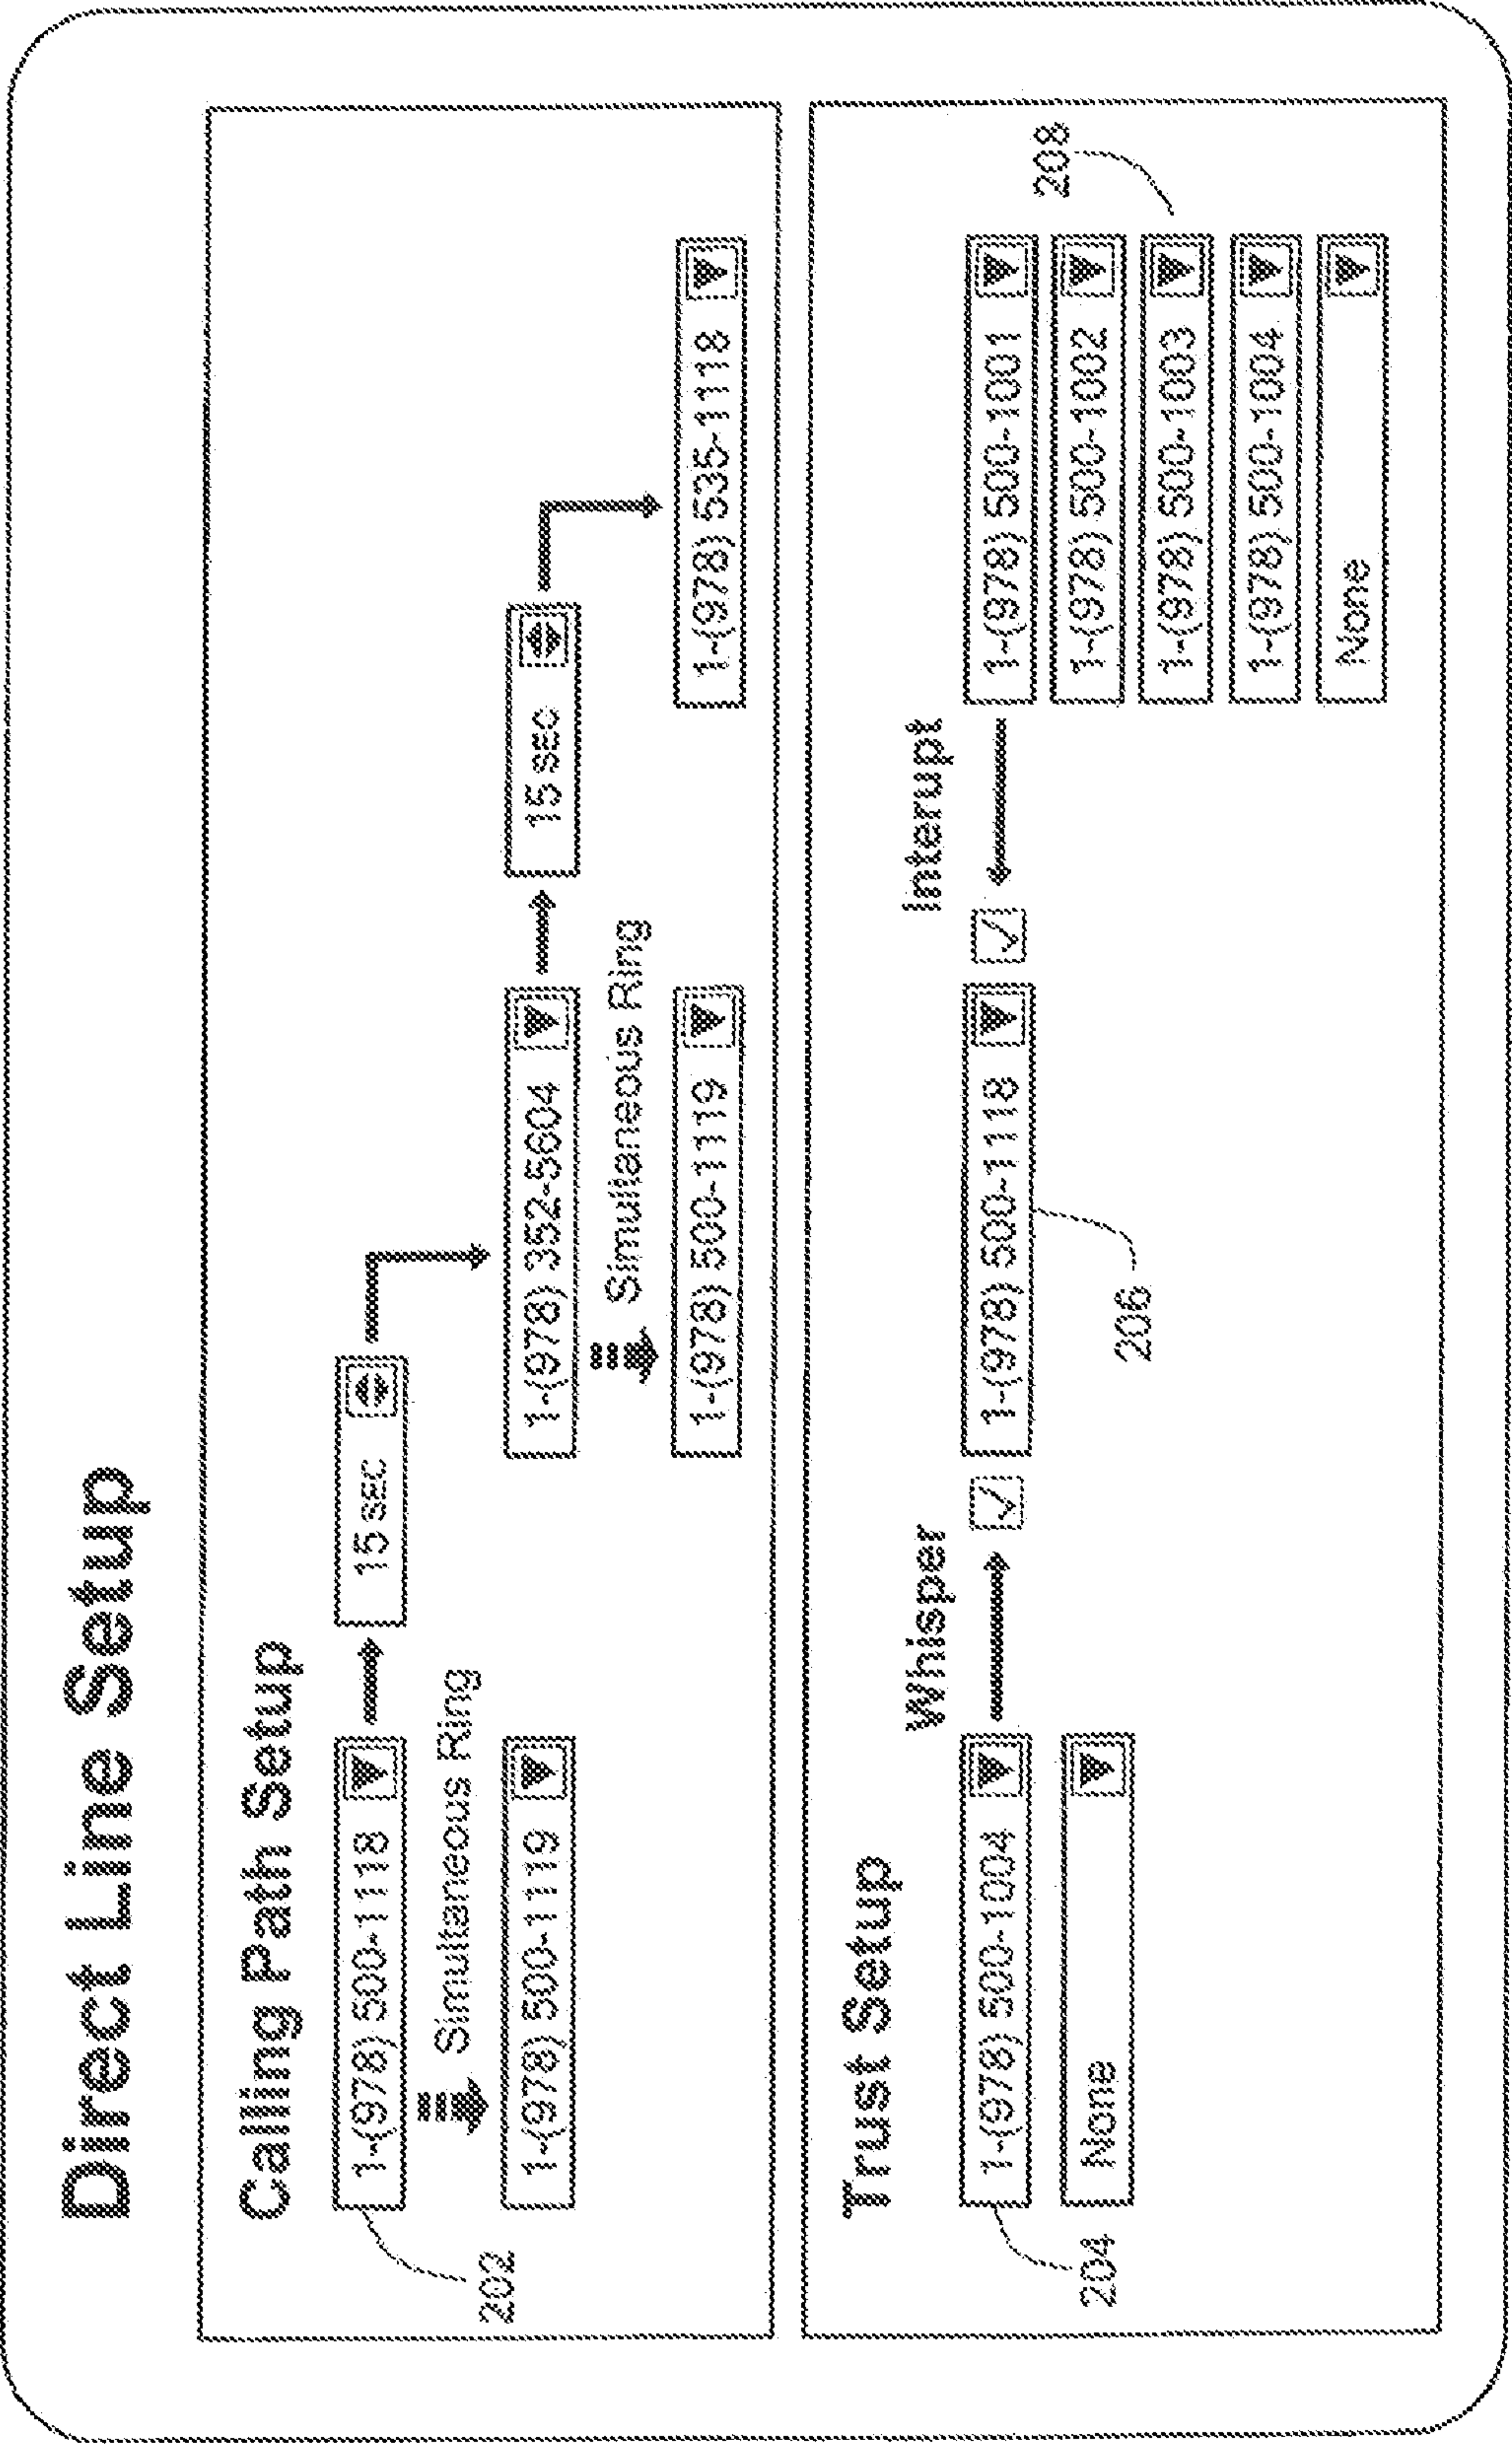 Direct Line Setup
Calling Path Setup
1-(978) 500-1118
15 SEC
202
Simultaneous Ring
1-(978) 500-1119
1-(978) 352-5604
15 SEC
Simultaneous Ring
1-(978) 500-1119
1-(978) 535-1118
Trust Setup
Whisper
Interupt
208
204
1-(978) 500-1004
None
1-(978) 500-1118
206
1-(978) 500-1001
1-(978) 500-1002
1-(978) 500-1003
1-(978) 500-1004
None